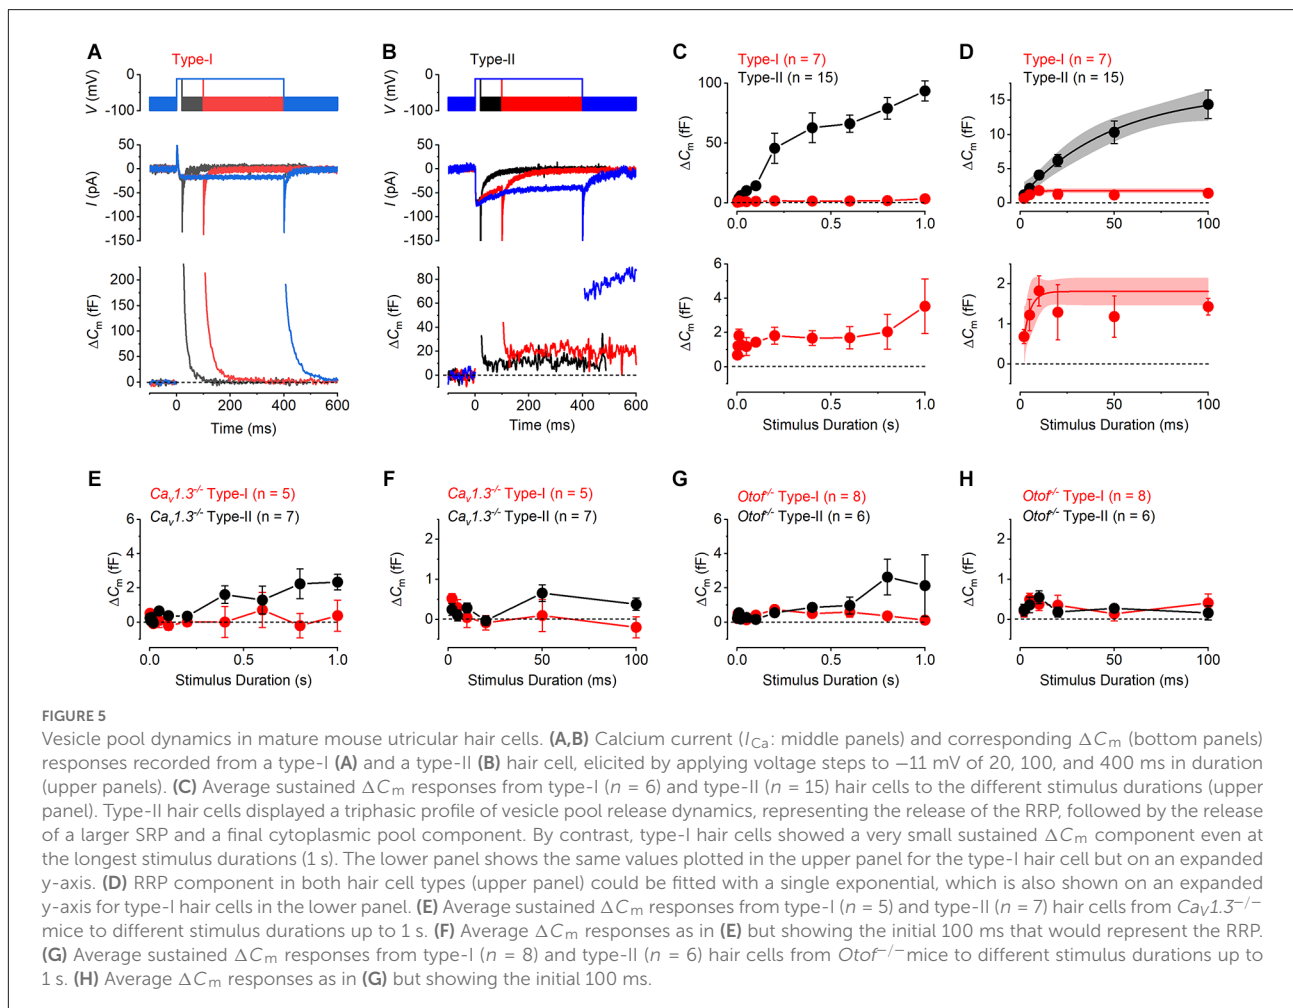 A
Type-I
V (mV)
0
-100
I (pA)
50
0
-50
-100
-150
ΔCm (fF)
200
150
100
50
0
0 200 400 600
Time (ms)
B
Type-II
V (mV)
0
-100
I (pA)
50
0
-50
-100
-150
ΔCm (fF)
80
60
40
20
0
0 200 400 600
Time (ms)
C
Type-I (n = 7)
Type-II (n = 15)
ΔCm (fF)
100
50
0
0.0 0.5 1.0
ΔCm (fF)
6
4
2
0
0.0 0.5 1.0
Stimulus Duration (s)
D
Type-I (n = 7)
Type-II (n = 15)
ΔCm (fF)
15
10
5
0
0 50 100
ΔCm (fF)
2
1
0
0 50 100
Stimulus Duration (ms)
E
Cav1.3-/- Type-I (n = 5)
Cav1.3-/- Type-II (n = 7)
ΔCm (fF)
6
4
2
0
0.0 0.5 1.0
Stimulus Duration (s)
F
Cav1.3-/- Type-I (n = 5)
Cav1.3-/- Type-II (n = 7)
ΔCm (fF)
2
1
0
0 50 100
Stimulus Duration (ms)
G
Otof-/- Type-I (n = 8)
Otof-/- Type-II (n = 6)
ΔCm (fF)
6
4
2
0
0.0 0.5 1.0
Stimulus Duration (s)
H
Otof-/- Type-I (n = 8)
Otof-/- Type-II (n = 6)
ΔCm (fF)
2
1
0
0 50 100
Stimulus Duration (ms)
FIGURE 5
Vesicle pool dynamics in mature mouse utricular hair cells. (A,B) Calcium current (ICa: middle panels) and corresponding ΔCm (bottom panels)
responses recorded from a type-I (A) and a type-II (B) hair cell, elicited by applying voltage steps to −11 mV of 20, 100, and 400 ms in duration
(upper panels). (C) Average sustained ΔCm responses from type-I (n = 6) and type-II (n = 15) hair cells to the different stimulus durations (upper
panel). Type-II hair cells displayed a triphasic profile of vesicle pool release dynamics, representing the release of the RRP, followed by the release
of a larger SRP and a final cytoplasmic pool component. By contrast, type-I hair cells showed a very small sustained ΔCm component even at
the longest stimulus durations (1 s). The lower panel shows the same values plotted in the upper panel for the type-I hair cell but on an expanded
y-axis. (D) RRP component in both hair cell types (upper panel) could be fitted with a single exponential, which is also shown on an expanded
y-axis for type-I hair cells in the lower panel. (E) Average sustained ΔCm responses from type-I (n = 5) and type-II (n = 7) hair cells from CaV1.3−/−
mice to different stimulus durations up to 1 s. (F) Average ΔCm responses as in (E) but showing the initial 100 ms that would represent the RRP.
(G) Average sustained ΔCm responses from type-I (n = 8) and type-II (n = 6) hair cells from Otof−/− mice to different stimulus durations up to
1 s. (H) Average ΔCm responses as in (G) but showing the initial 100 ms.